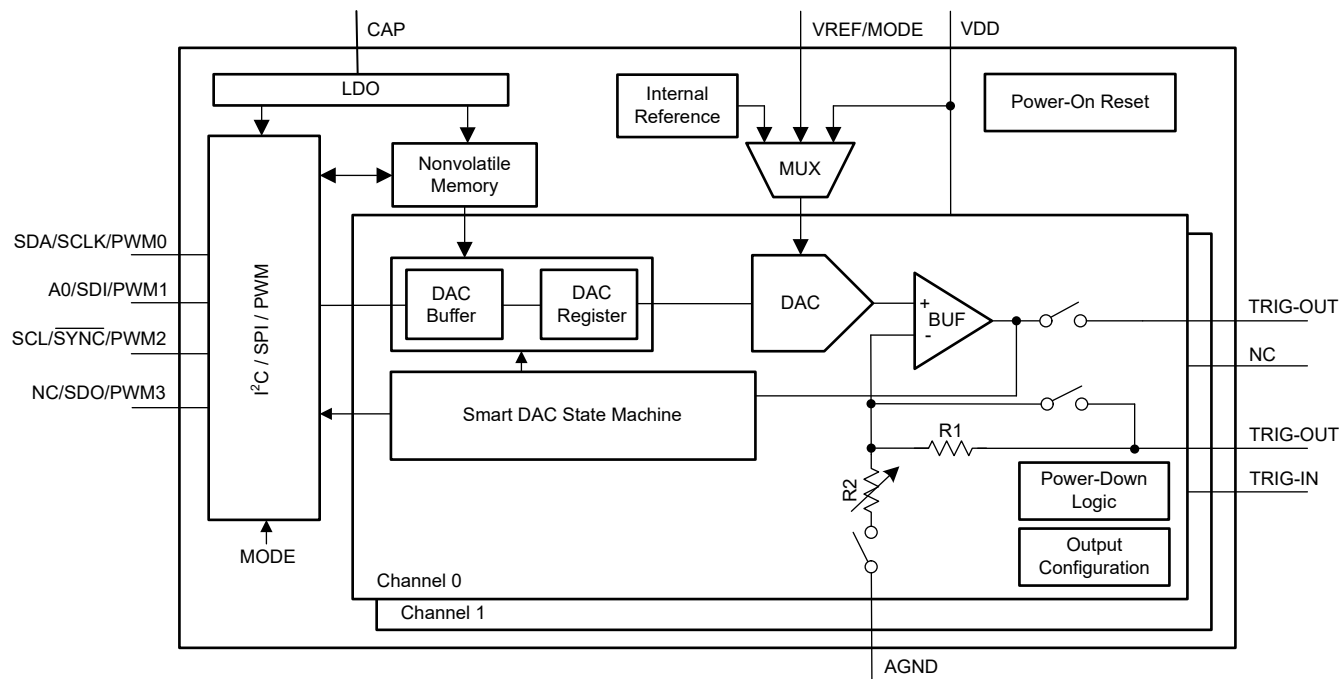 CAP
VREF/MODE
VDD
LDO
Internal
Reference
Power-On Reset
MUX
Nonvolatile
Memory
SDA/SCLK/PWM0
A0/SDI/PWM1
SCL/SYNC/PWM2
NC/SDO/PWM3
I²C / SPI / PWM
DAC
Buffer
DAC
Register
DAC
+
BUF
-
TRIG-OUT
NC
Smart DAC State Machine
R1
TRIG-OUT
R2
Power-Down
Logic
TRIG-IN
MODE
Output
Configuration
Channel 0
Channel 1
AGND